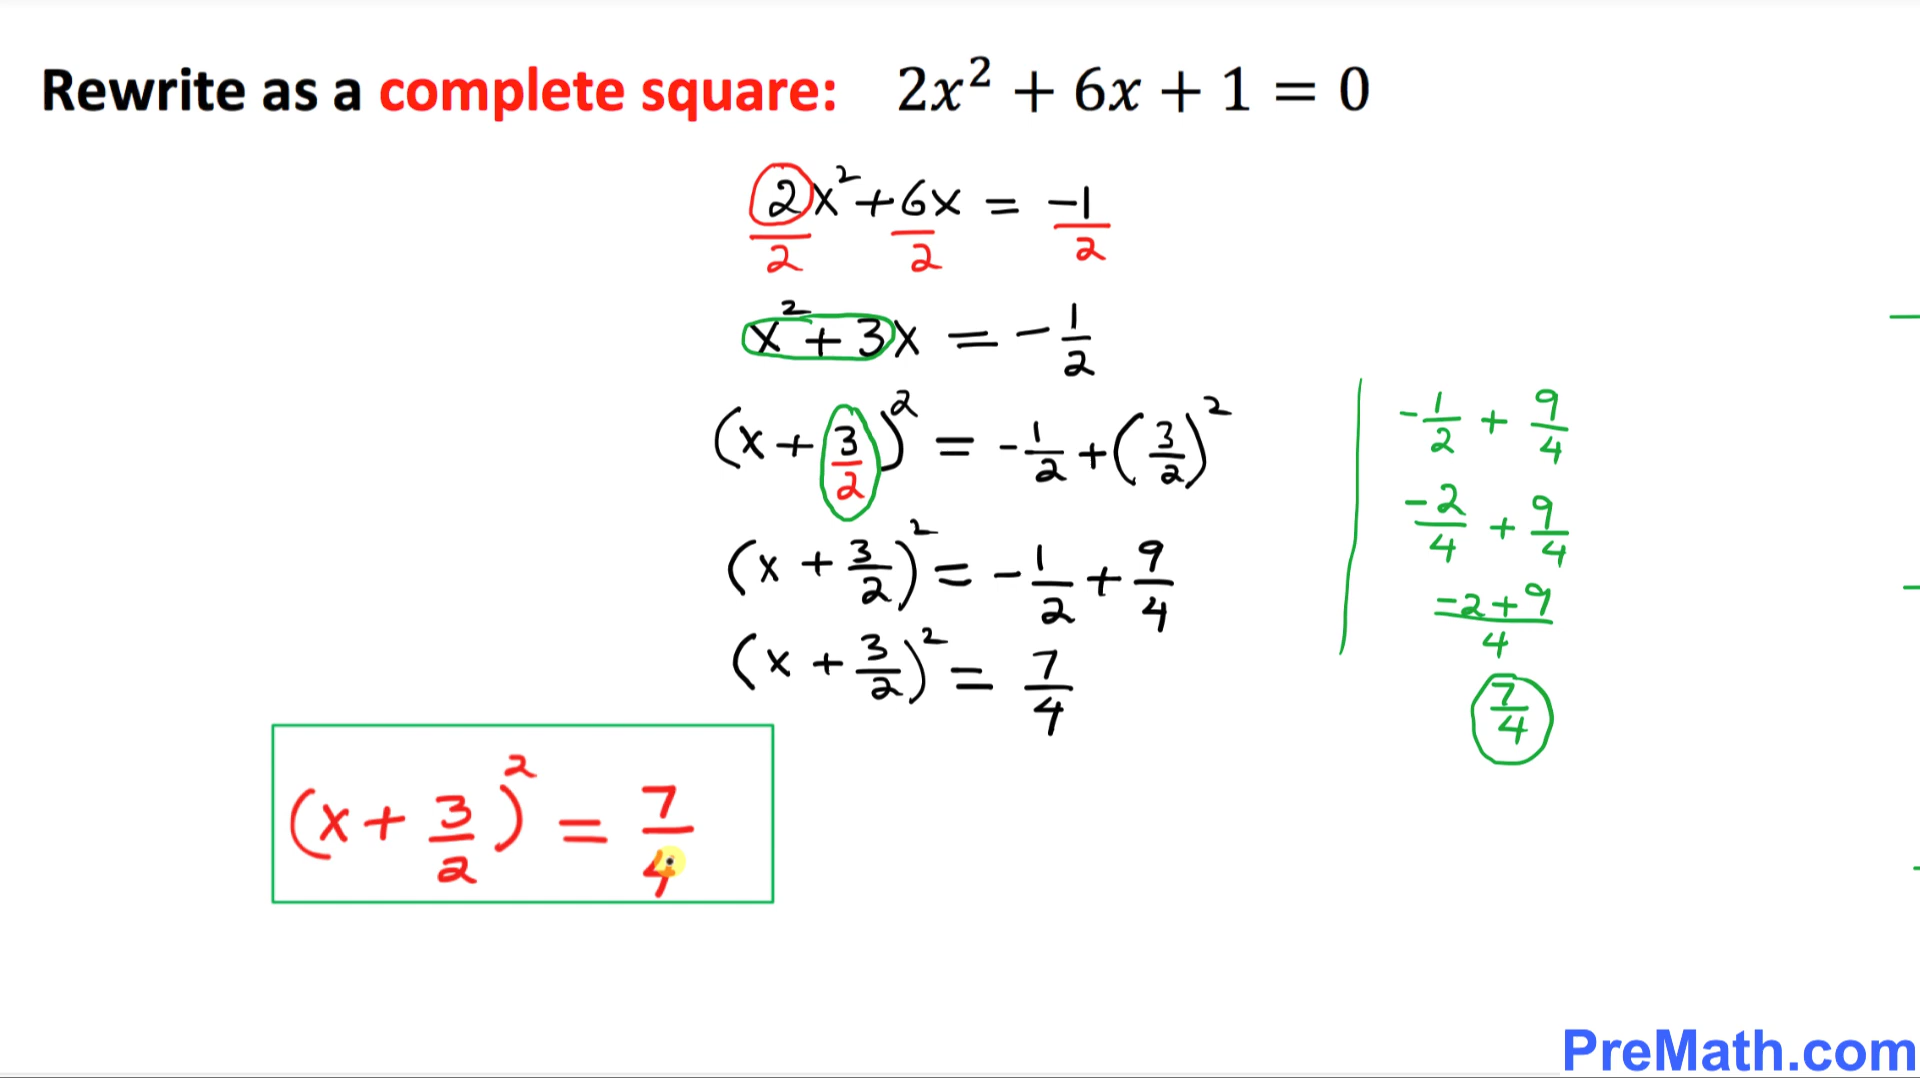 Rewrite as a complete square: 2x² + 6x + 1 = 0
2x²/2 + 6x/2 = -1/2
x² + 3x = -1/2
(x + 3/2)² = -1/2 + (3/2)²
(x + 3/2)² = -1/2 + 9/4
(x + 3/2)² = 7/4
-1/2 + 9/4
-2/4 + 9/4
-2+9/4
7/4
(x + 3/2)² = 7/4
PreMath.com